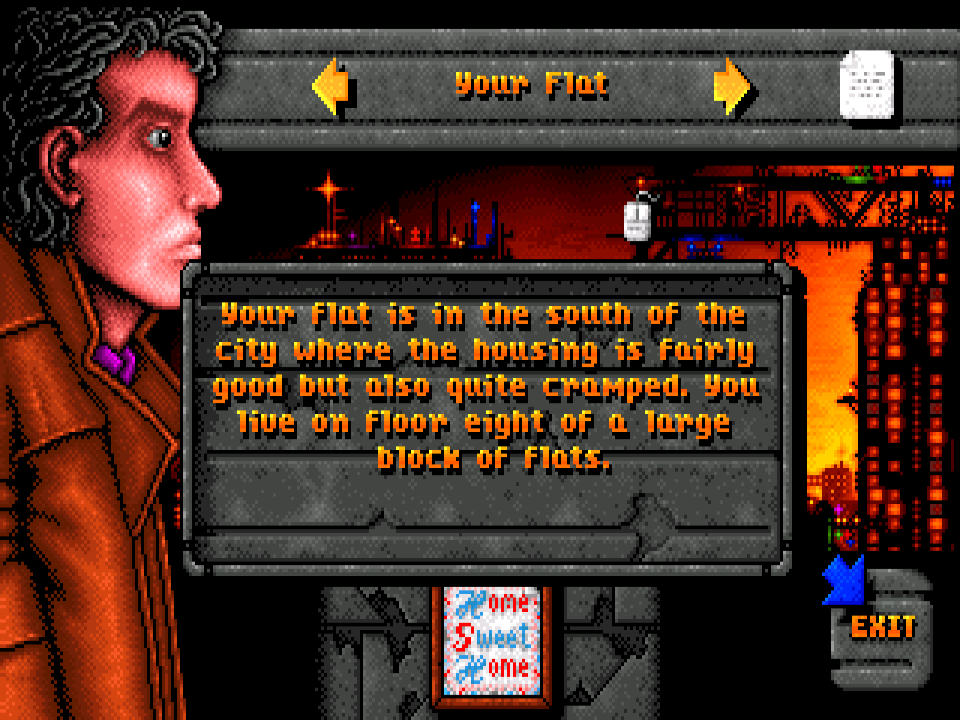 Your Flat
Your flat is in the south of the
city where the housing is fairly
good but also quite cramped. You
live on floor eight of a large
block of flats.
Home
Sweet
Home
EXIT